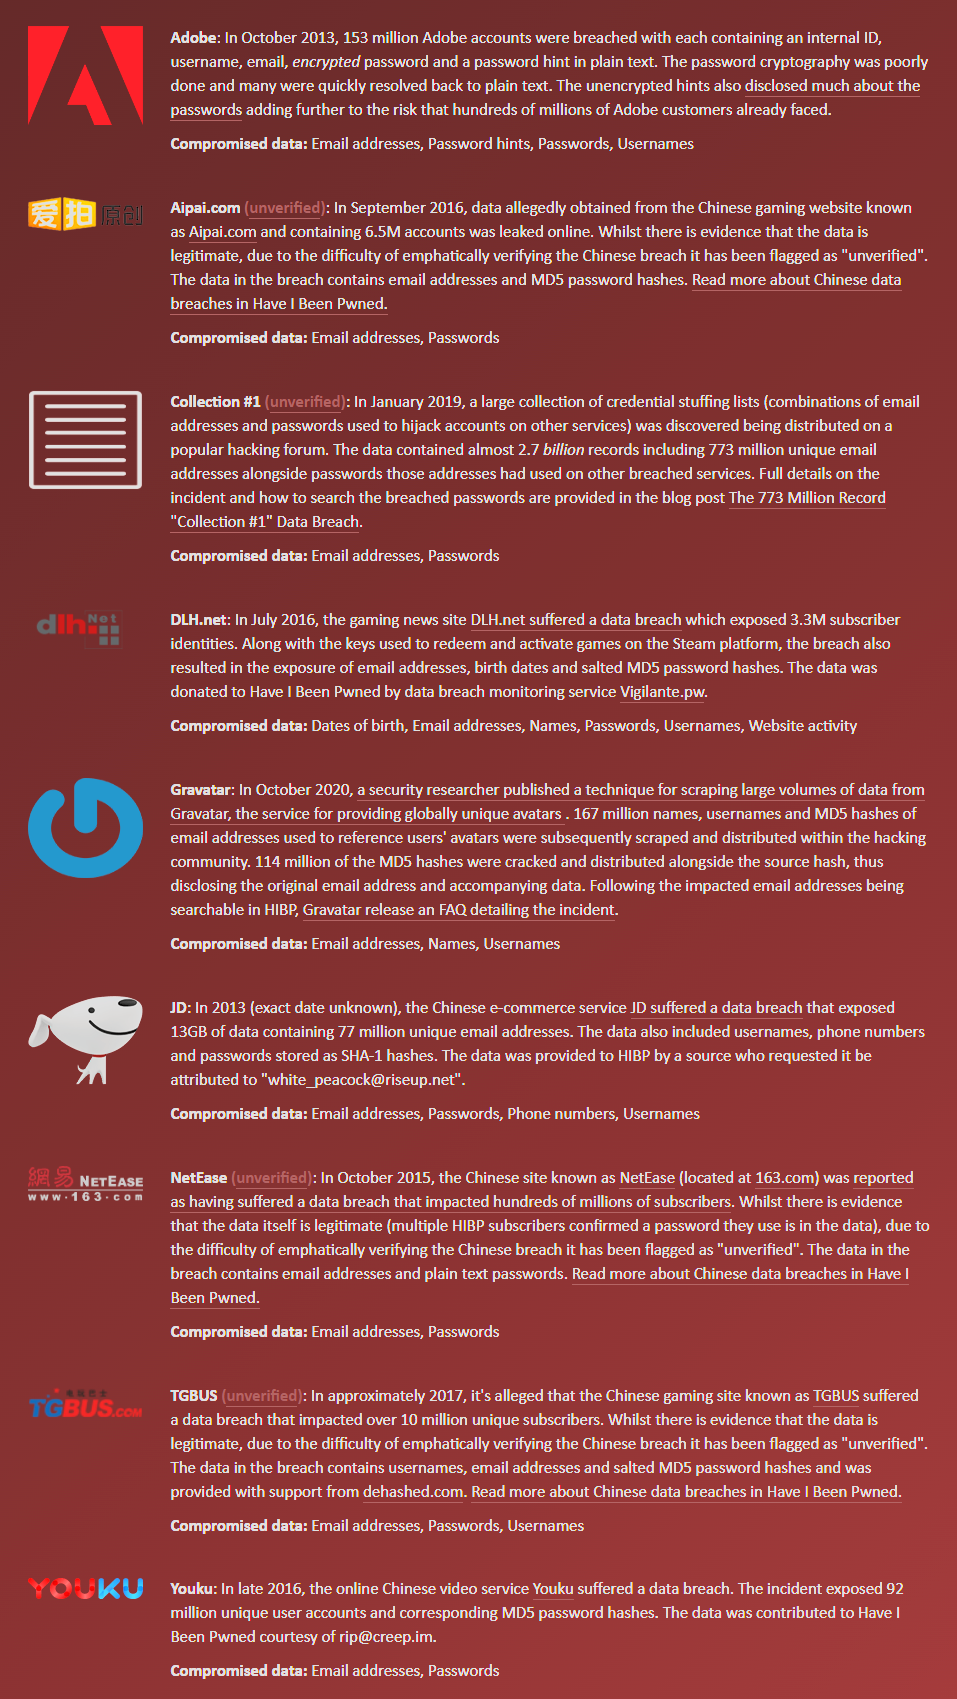 Adobe: In October 2013, 153 million Adobe accounts were breached with each containing an internal ID,
username, email, encrypted password and a password hint in plain text. The password cryptography was poorly
done and many were quickly resolved back to plain text. The unencrypted hints also disclosed much about the
passwords adding further to the risk that hundreds of millions of Adobe customers already faced.
Compromised data: Email addresses, Password hints, Passwords, Usernames
爱拍原创
Aipai.com (unverified): In September 2016, data allegedly obtained from the Chinese gaming website known
as Aipai.com and containing 6.5M accounts was leaked online. Whilst there is evidence that the data is
legitimate, due to the difficulty of emphatically verifying the Chinese breach it has been flagged as "unverified".
The data in the breach contains email addresses and MD5 password hashes. Read more about Chinese data
breaches in Have I Been Pwned.
Compromised data: Email addresses, Passwords
Collection #1 (unverified): In January 2019, a large collection of credential stuffing lists (combinations of email
addresses and passwords used to hijack accounts on other services) was discovered being distributed on a
popular hacking forum. The data contained almost 2.7 billion records including 773 million unique email
addresses alongside passwords those addresses had used on other breached services. Full details on the
incident and how to search the breached passwords are provided in the blog post The 773 Million Record
"Collection #1" Data Breach.
Compromised data: Email addresses, Passwords
dlh.Net
DLH.net: In July 2016, the gaming news site DLH.net suffered a data breach which exposed 3.3M subscriber
identities. Along with the keys used to redeem and activate games on the Steam platform, the breach also
resulted in the exposure of email addresses, birth dates and salted MD5 password hashes. The data was
donated to Have I Been Pwned by data breach monitoring service Vigilante.pw.
Compromised data: Dates of birth, Email addresses, Names, Passwords, Usernames, Website activity
Gravatar: In October 2020, a security researcher published a technique for scraping large volumes of data from
Gravatar, the service for providing globally unique avatars . 167 million names, usernames and MD5 hashes of
email addresses used to reference users' avatars were subsequently scraped and distributed within the hacking
community. 114 million of the MD5 hashes were cracked and distributed alongside the source hash, thus
disclosing the original email address and accompanying data. Following the impacted email addresses being
searchable in HIBP, Gravatar release an FAQ detailing the incident.
Compromised data: Email addresses, Names, Usernames
JD: In 2013 (exact date unknown), the Chinese e-commerce service JD suffered a data breach that exposed
13GB of data containing 77 million unique email addresses. The data also included usernames, phone numbers
and passwords stored as SHA-1 hashes. The data was provided to HIBP by a source who requested it be
attributed to "white_peacock@riseup.net".
Compromised data: Email addresses, Passwords, Phone numbers, Usernames
網易 NETEASE
www.163.com
NetEase (unverified): In October 2015, the Chinese site known as NetEase (located at 163.com) was reported
as having suffered a data breach that impacted hundreds of millions of subscribers. Whilst there is evidence
that the data itself is legitimate (multiple HIBP subscribers confirmed a password they use is in the data), due to
the difficulty of emphatically verifying the Chinese breach it has been flagged as "unverified". The data in the
breach contains email addresses and plain text passwords. Read more about Chinese data breaches in Have I
Been Pwned.
Compromised data: Email addresses, Passwords
TGBUS.COM
TGBUS (unverified): In approximately 2017, it's alleged that the Chinese gaming site known as TGBUS suffered
a data breach that impacted over 10 million unique subscribers. Whilst there is evidence that the data is
legitimate, due to the difficulty of emphatically verifying the Chinese breach it has been flagged as "unverified".
The data in the breach contains usernames, email addresses and salted MD5 password hashes and was
provided with support from dehashed.com. Read more about Chinese data breaches in Have I Been Pwned.
Compromised data: Email addresses, Passwords, Usernames
YOUKU
Youku: In late 2016, the online Chinese video service Youku suffered a data breach. The incident exposed 92
million unique user accounts and corresponding MD5 password hashes. The data was contributed to Have I
Been Pwned courtesy of rip@creep.im.
Compromised data: Email addresses, Passwords